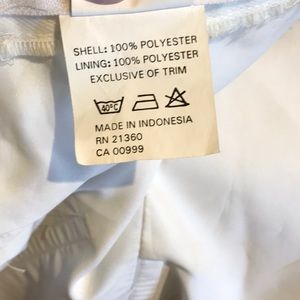 SHELL: 100% POLYESTER
LINING: 100% POLYESTER
EXCLUSIVE OF TRIM
40°C
MADE IN INDONESIA
RN 21360
CA 00999